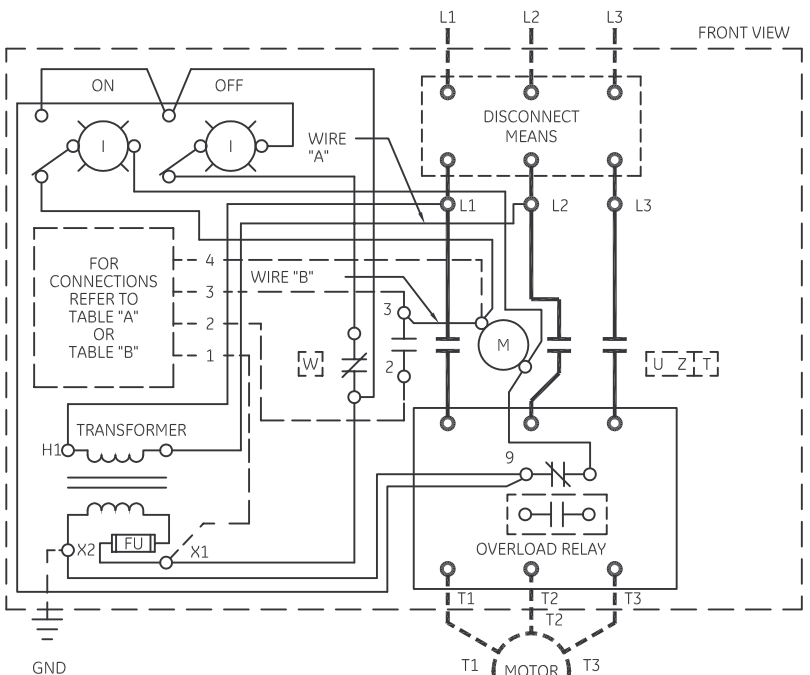 L1 L2 L3
FRONT VIEW
ON OFF
DISCONNECT
MEANS
I I
WIRE
"A"
L1 L2 L3
FOR
CONNECTIONS
REFER TO
TABLE "A"
OR
TABLE "B"
4
3
2
1
WIRE "B"
3
2
W
M
U Z T
TRANSFORMER
H1
9
FU
X2 X1
OVERLOAD RELAY
T1 T2 T3
T2
GND
T1 MOTOR T3